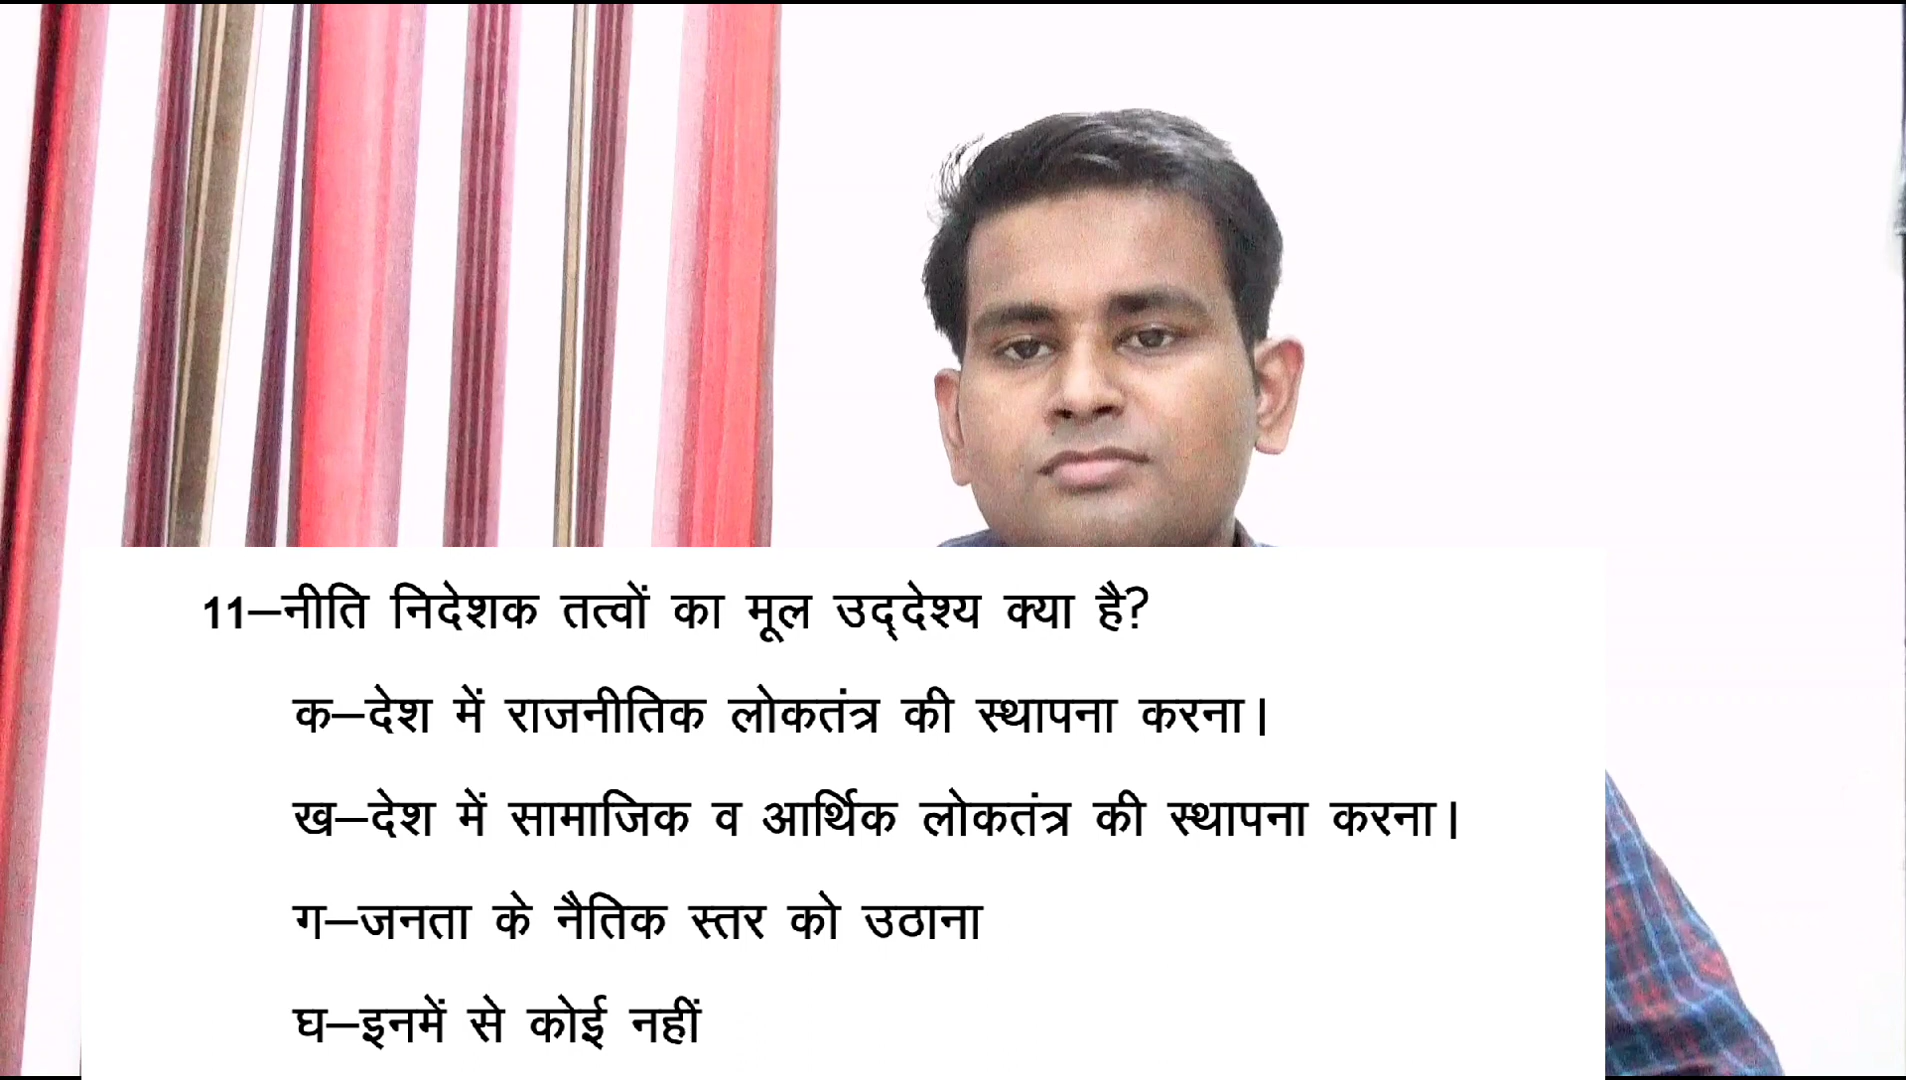 11–नीति निदेशक तत्वों का मूल उद्देश्य क्या है?
क–देश में राजनीतिक लोकतंत्र की स्थापना करना।
ख–देश में सामाजिक व आर्थिक लोकतंत्र की स्थापना करना।
ग–जनता के नैतिक स्तर को उठाना
घ–इनमें से कोई नहीं